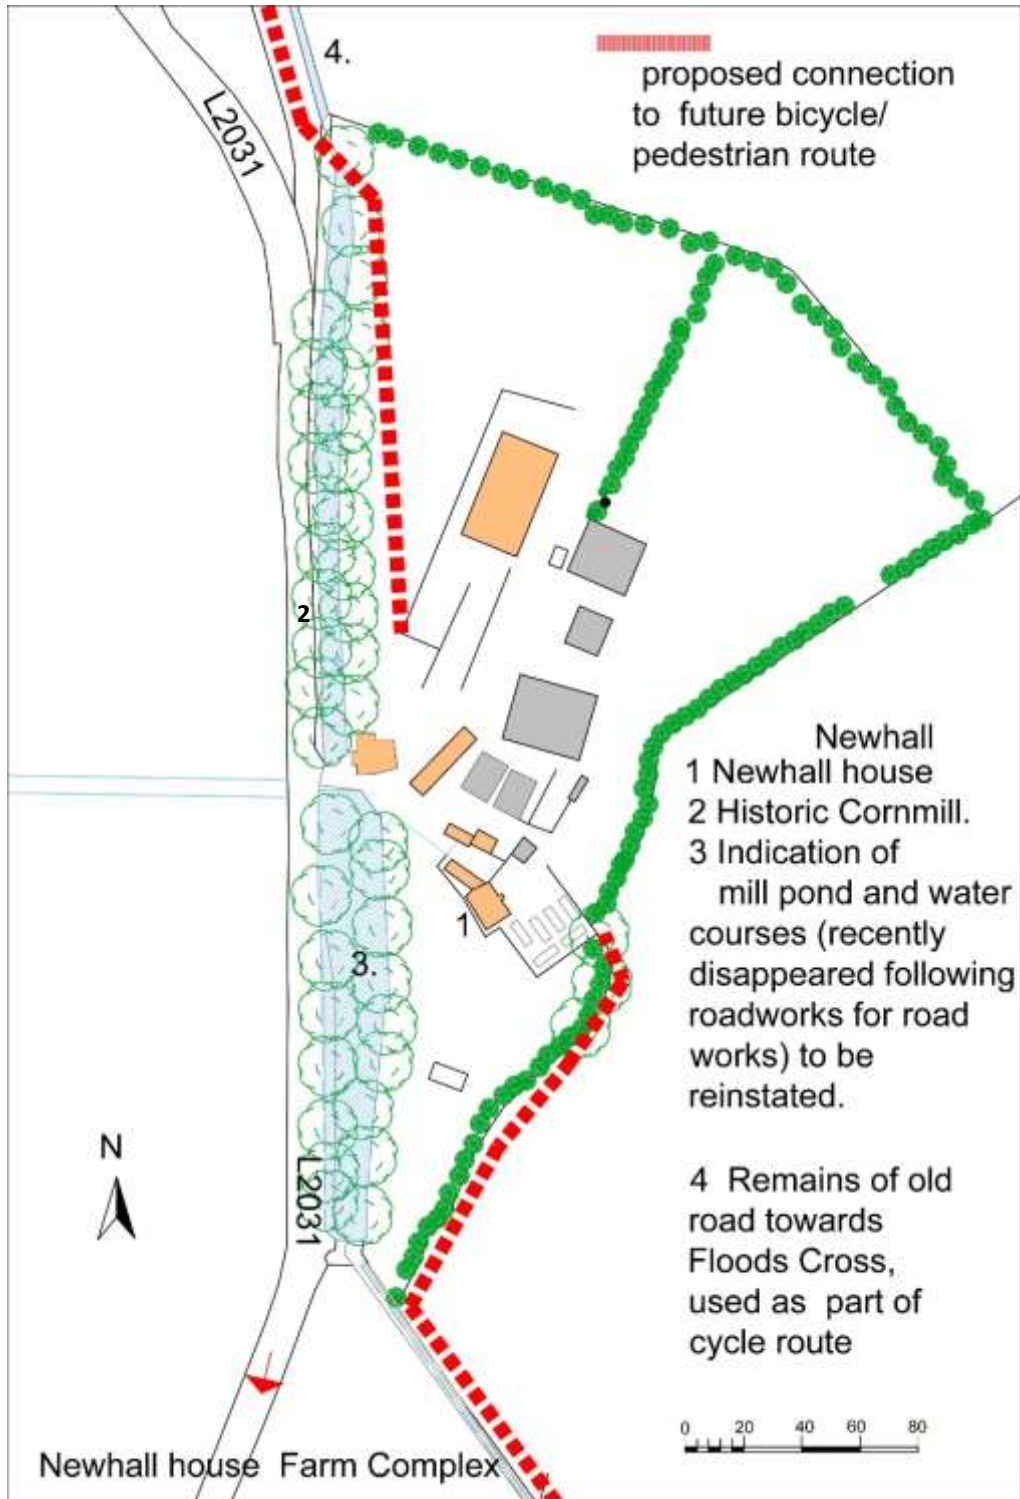 4.
L2031
proposed connection
to future bicycle/
pedestrian route
2
Newhall
1 Newhall house
2 Historic Cornmill.
3 Indication of
mill pond and water
courses (recently
disappeared following
roadworks for road
works) to be
reinstated.
4 Remains of old
road towards
Floods Cross,
used as part of
cycle route
1
3.
N
L2031
0 20 40 60 80
Newhall house Farm Complex